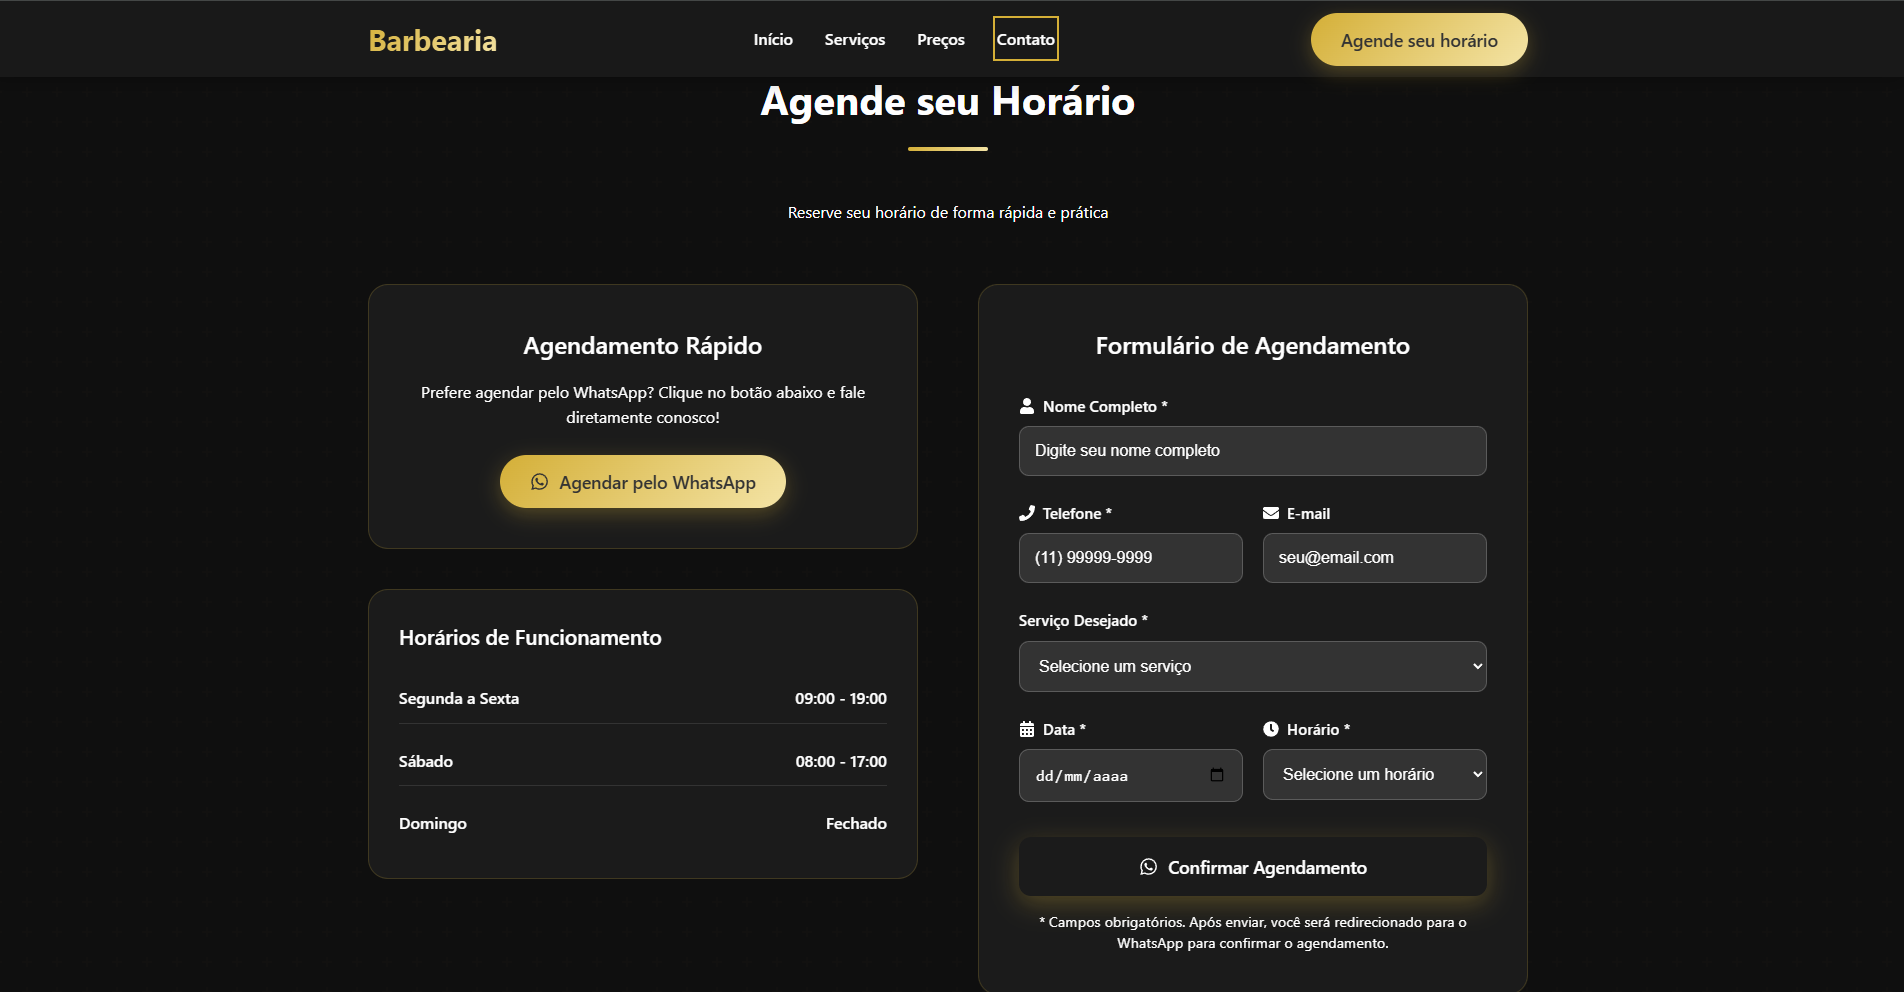 Barbearia
Início
Serviços
Preços
Contato
Agende seu horário
Agende seu Horário
Reserve seu horário de forma rápida e prática
Agendamento Rápido
Prefere agendar pelo WhatsApp? Clique no botão abaixo e fale
diretamente conosco!
Agendar pelo WhatsApp
Horários de Funcionamento
Segunda a Sexta 09:00 - 19:00
Sábado 08:00 - 17:00
Domingo Fechado
Formulário de Agendamento
Nome Completo *
Digite seu nome completo
Telefone *
(11) 99999-9999
E-mail
seu@email.com
Serviço Desejado *
Selecione um serviço
Data *
dd/mm/aaaa
Horário *
Selecione um horário
Confirmar Agendamento
* Campos obrigatórios. Após enviar, você será redirecionado para o
WhatsApp para confirmar o agendamento.